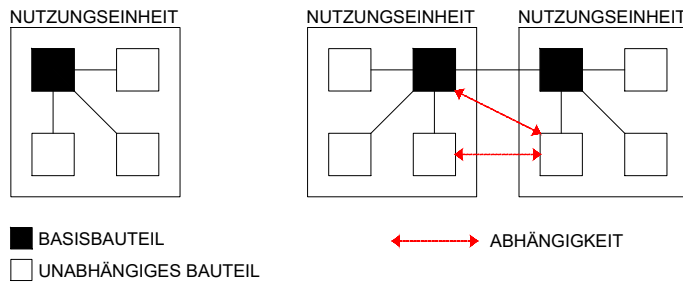 NUTZUNGSEINHEIT
NUTZUNGSEINHEIT
NUTZUNGSEINHEIT
BASISBAUTEIL
ABHÄNGIGKEIT
UNABHÄNGIGES BAUTEIL